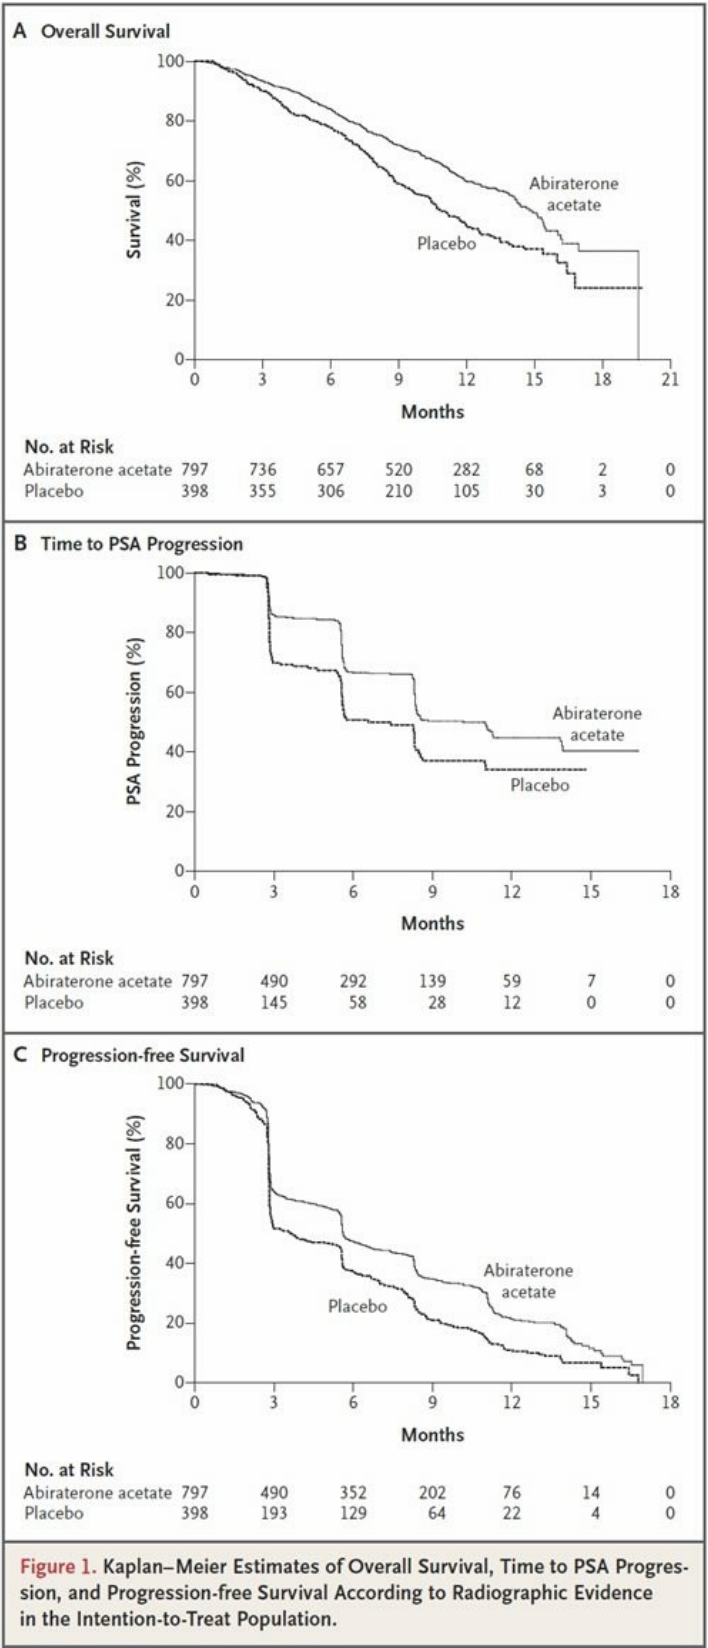 A Overall Survival
Survival (%)
100
80
60
40
20
0
Abiraterone
acetate
Placebo
0 3 6 9 12 15 18 21
Months
No. at Risk
Abiraterone acetate 797 736 657 520 282 68 2 0
Placebo 398 355 306 210 105 30 3 0
B Time to PSA Progression
PSA Progression (%)
100
80
60
40
20
0
Abiraterone
acetate
Placebo
0 3 6 9 12 15 18
Months
No. at Risk
Abiraterone acetate 797 490 292 139 59 7 0
Placebo 398 145 58 28 12 0 0
C Progression-free Survival
Progression-free Survival (%)
100
80
60
40
20
0
Abiraterone
acetate
Placebo
0 3 6 9 12 15 18
Months
No. at Risk
Abiraterone acetate 797 490 352 202 76 14 0
Placebo 398 193 129 64 22 4 0
Figure 1. Kaplan–Meier Estimates of Overall Survival, Time to PSA Progres-
sion, and Progression-free Survival According to Radiographic Evidence
in the Intention-to-Treat Population.